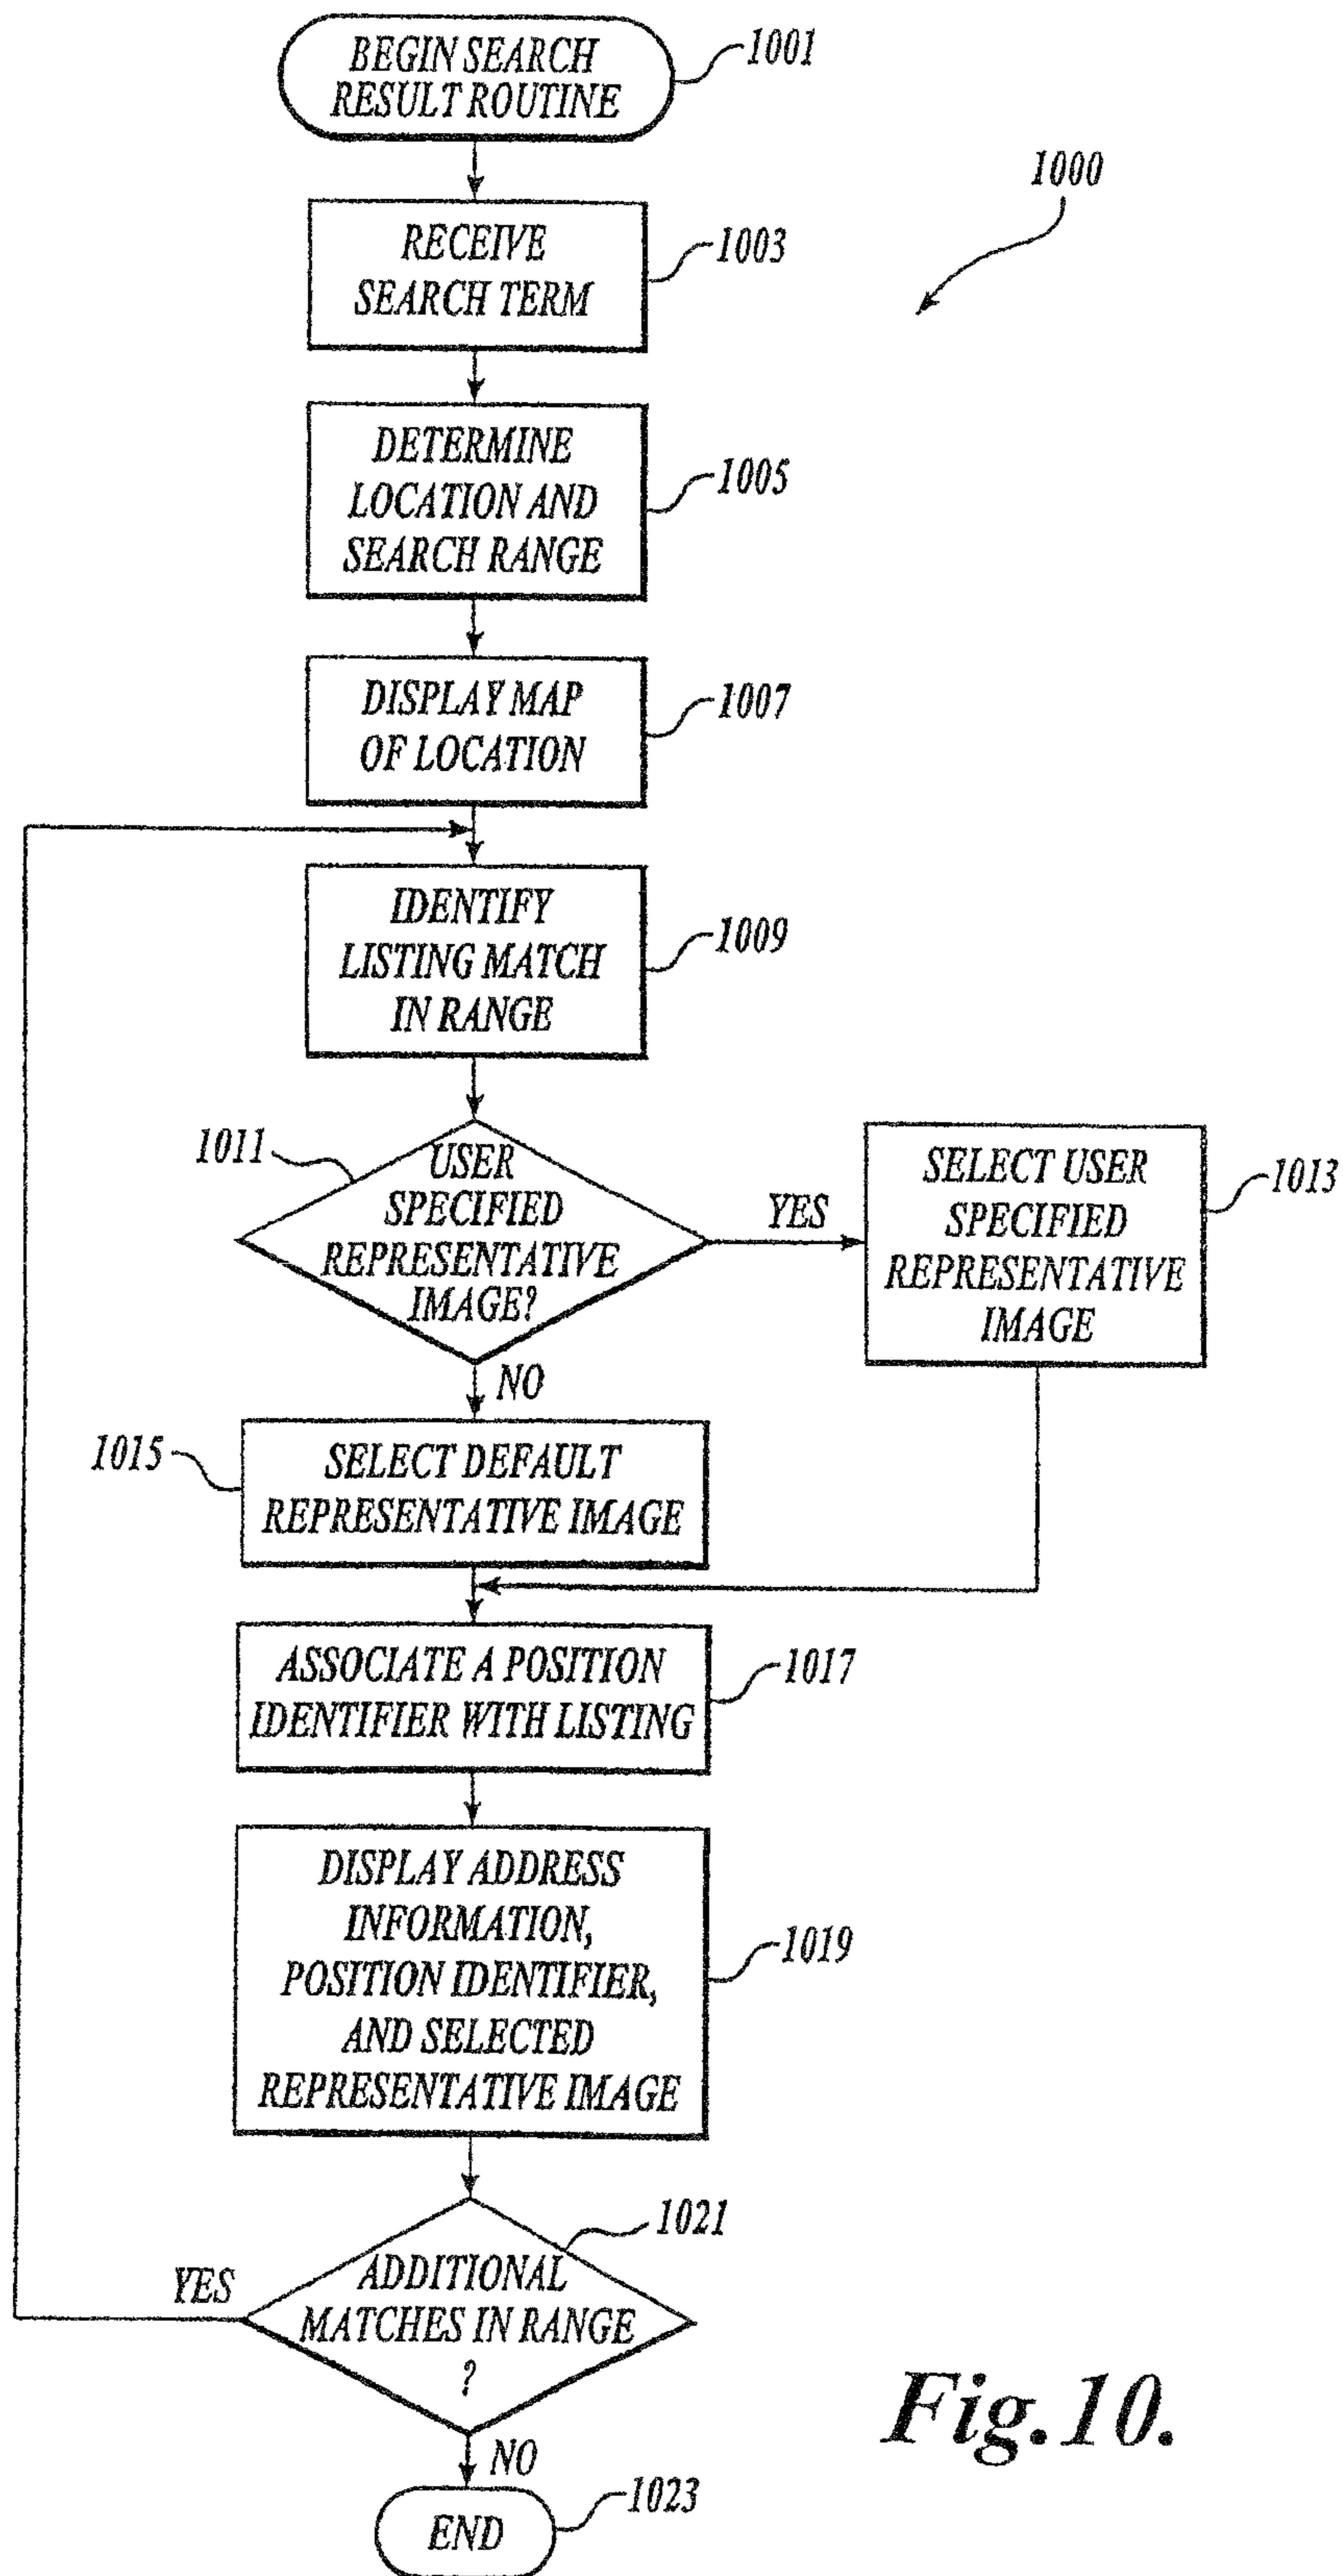 BEGIN SEARCH
RESULT ROUTINE
1001
1000
RECEIVE
SEARCH TERM
1003
DETERMINE
LOCATION AND
SEARCH RANGE
1005
DISPLAY MAP
OF LOCATION
1007
IDENTIFY
LISTING MATCH
IN RANGE
1009
1011
USER
SPECIFIED
REPRESENTATIVE
IMAGE?
YES
SELECT USER
SPECIFIED
REPRESENTATIVE
IMAGE
1013
NO
1015
SELECT DEFAULT
REPRESENTATIVE IMAGE
ASSOCIATE A POSITION
IDENTIFIER WITH LISTING
1017
DISPLAY ADDRESS
INFORMATION,
POSITION IDENTIFIER,
AND SELECTED
REPRESENTATIVE IMAGE
1019
1021
YES
ADDITIONAL
MATCHES IN RANGE
?
NO
END
1023
Fig.10.